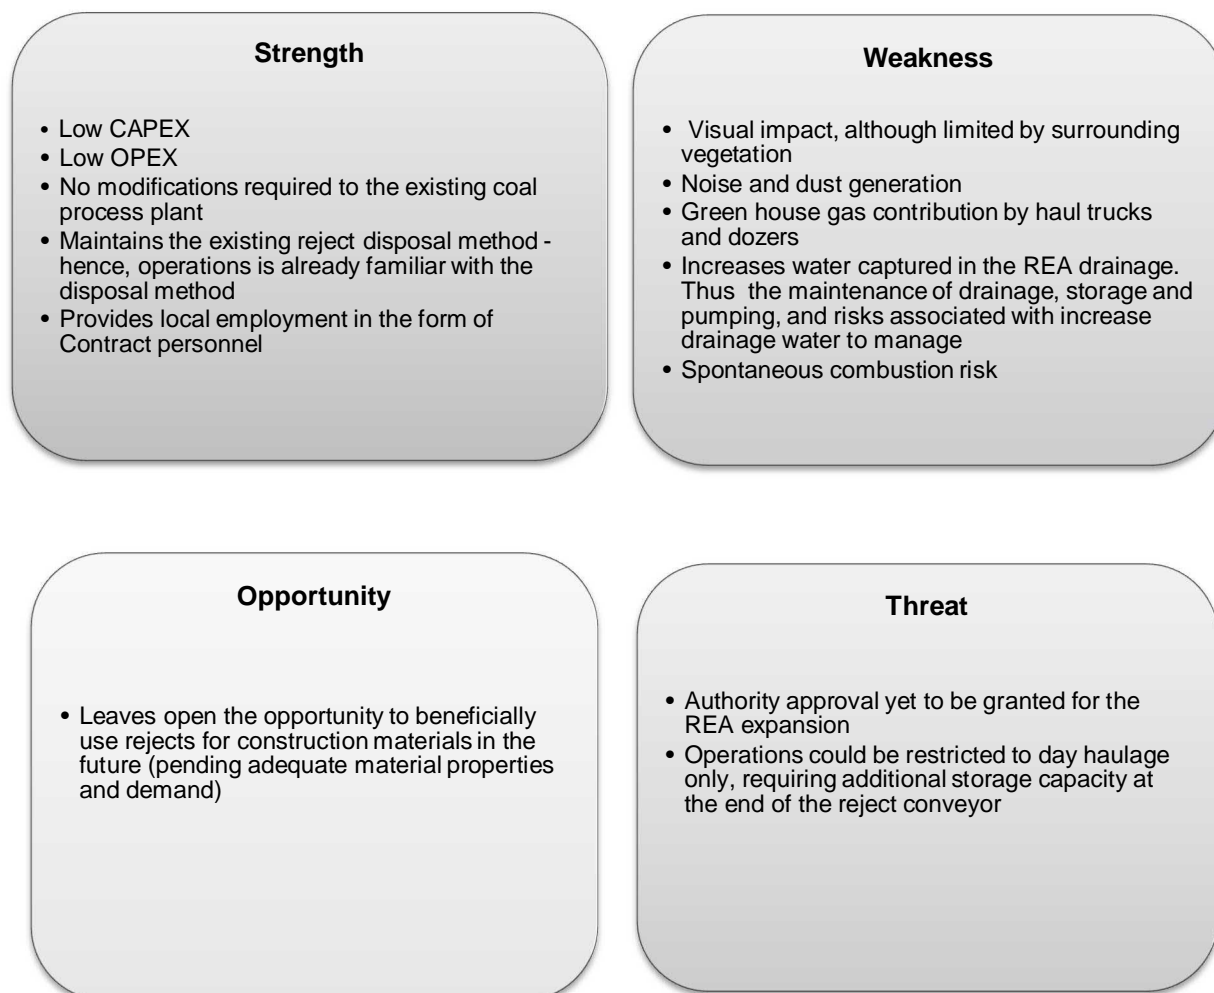 Strength
• Low CAPEX
• Low OPEX
• No modifications required to the existing coal
process plant
• Maintains the existing reject disposal method -
hence, operations is already familiar with the
disposal method
• Provides local employment in the form of
Contract personnel
Weakness
• Visual impact, although limited by surrounding
vegetation
• Noise and dust generation
• Green house gas contribution by haul trucks
and dozers
• Increases water captured in the REA drainage.
Thus the maintenance of drainage, storage and
pumping, and risks associated with increase
drainage water to manage
• Spontaneous combustion risk
Opportunity
• Leaves open the opportunity to beneficially
use rejects for construction materials in the
future (pending adequate material properties
and demand)
Threat
• Authority approval yet to be granted for the
REA expansion
• Operations could be restricted to day haulage
only, requiring additional storage capacity at
the end of the reject conveyor